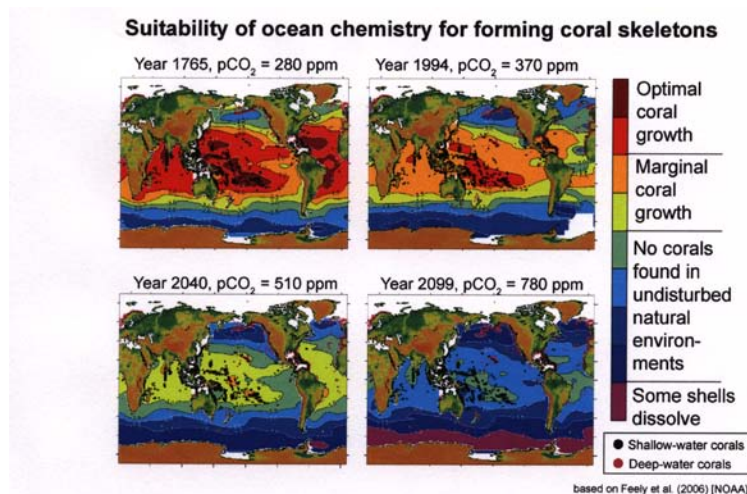 Suitability of ocean chemistry for forming coral skeletons
Year 1765, pCO₂ = 280 ppm
Year 1994, pCO₂ = 370 ppm
Optimal
coral
growth
Marginal
coral
growth
No corals
found in
undisturbed
natural
environ-
ments
Some shells
dissolve
Year 2040, pCO₂ = 510 ppm
Year 2099, pCO₂ = 780 ppm
Shallow-water corals
Deep-water corals
based on Feely et al. (2006) [NOAA]